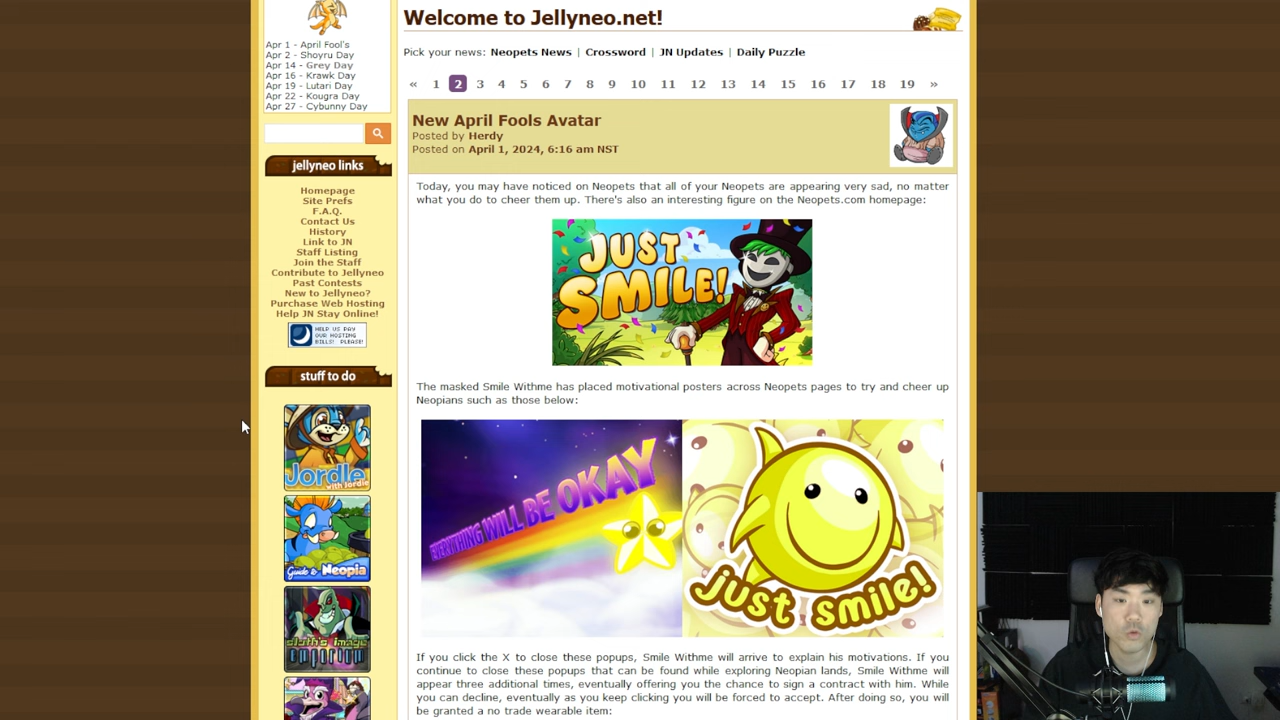 Apr 1 - April Fool's
Apr 2 - Shoyru Day
Apr 14 - Grey Day
Apr 16 - Krawk Day
Apr 19 - Lutari Day
Apr 22 - Kougra Day
Apr 27 - Cybunny Day
jellyneo links
Homepage
Site Prefs
F.A.Q.
Contact Us
History
Link to JN
Staff Listing
Join the Staff
Contribute to Jellyneo
Past Contests
New to Jellyneo?
Purchase Web Hosting
Help JN Stay Online!
HELP US PAY
OUR HOSTING
BILLS! PLEASE!
stuff to do
Jordle
with Jordie
Guide to Neopia
sloth's image
emporium
Welcome to Jellyneo.net!
Pick your news: Neopets News | Crossword | JN Updates | Daily Puzzle
« 1 2 3 4 5 6 7 8 9 10 11 12 13 14 15 16 17 18 19 »
New April Fools Avatar
Posted by Herdy
Posted on April 1, 2024, 6:16 am NST
Today, you may have noticed on Neopets that all of your Neopets are appearing very sad, no matter
what you do to cheer them up. There's also an interesting figure on the Neopets.com homepage:
JUST
SMILE!
The masked Smile Withme has placed motivational posters across Neopets pages to try and cheer up
Neopians such as those below:
EVERYTHING WILL BE OKAY
just smile!
If you click the X to close these popups, Smile Withme will arrive to explain his motivations. If you
continue to close these popups that can be found while exploring Neopian lands, Smile Withme will
appear three additional times, eventually offering you the chance to sign a contract with him. While
you can decline, eventually as you keep clicking you will be forced to accept. After doing so, you will
be granted a no trade wearable item: